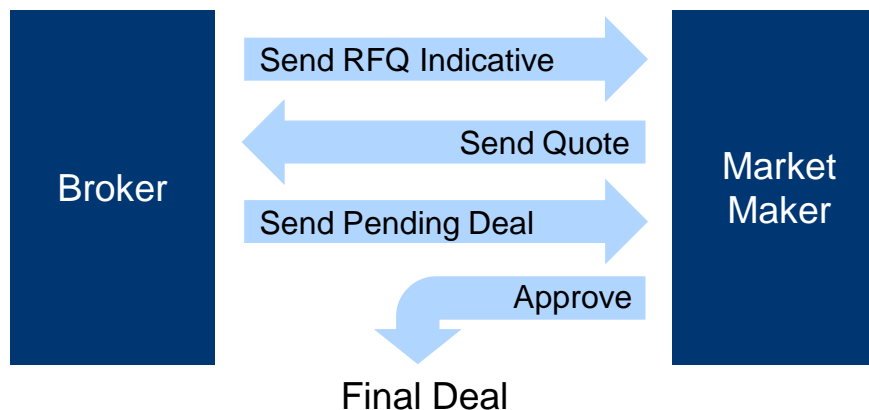 Broker
Send RFQ Indicative
Send Quote
Send Pending Deal
Approve
Market
Maker
Final Deal